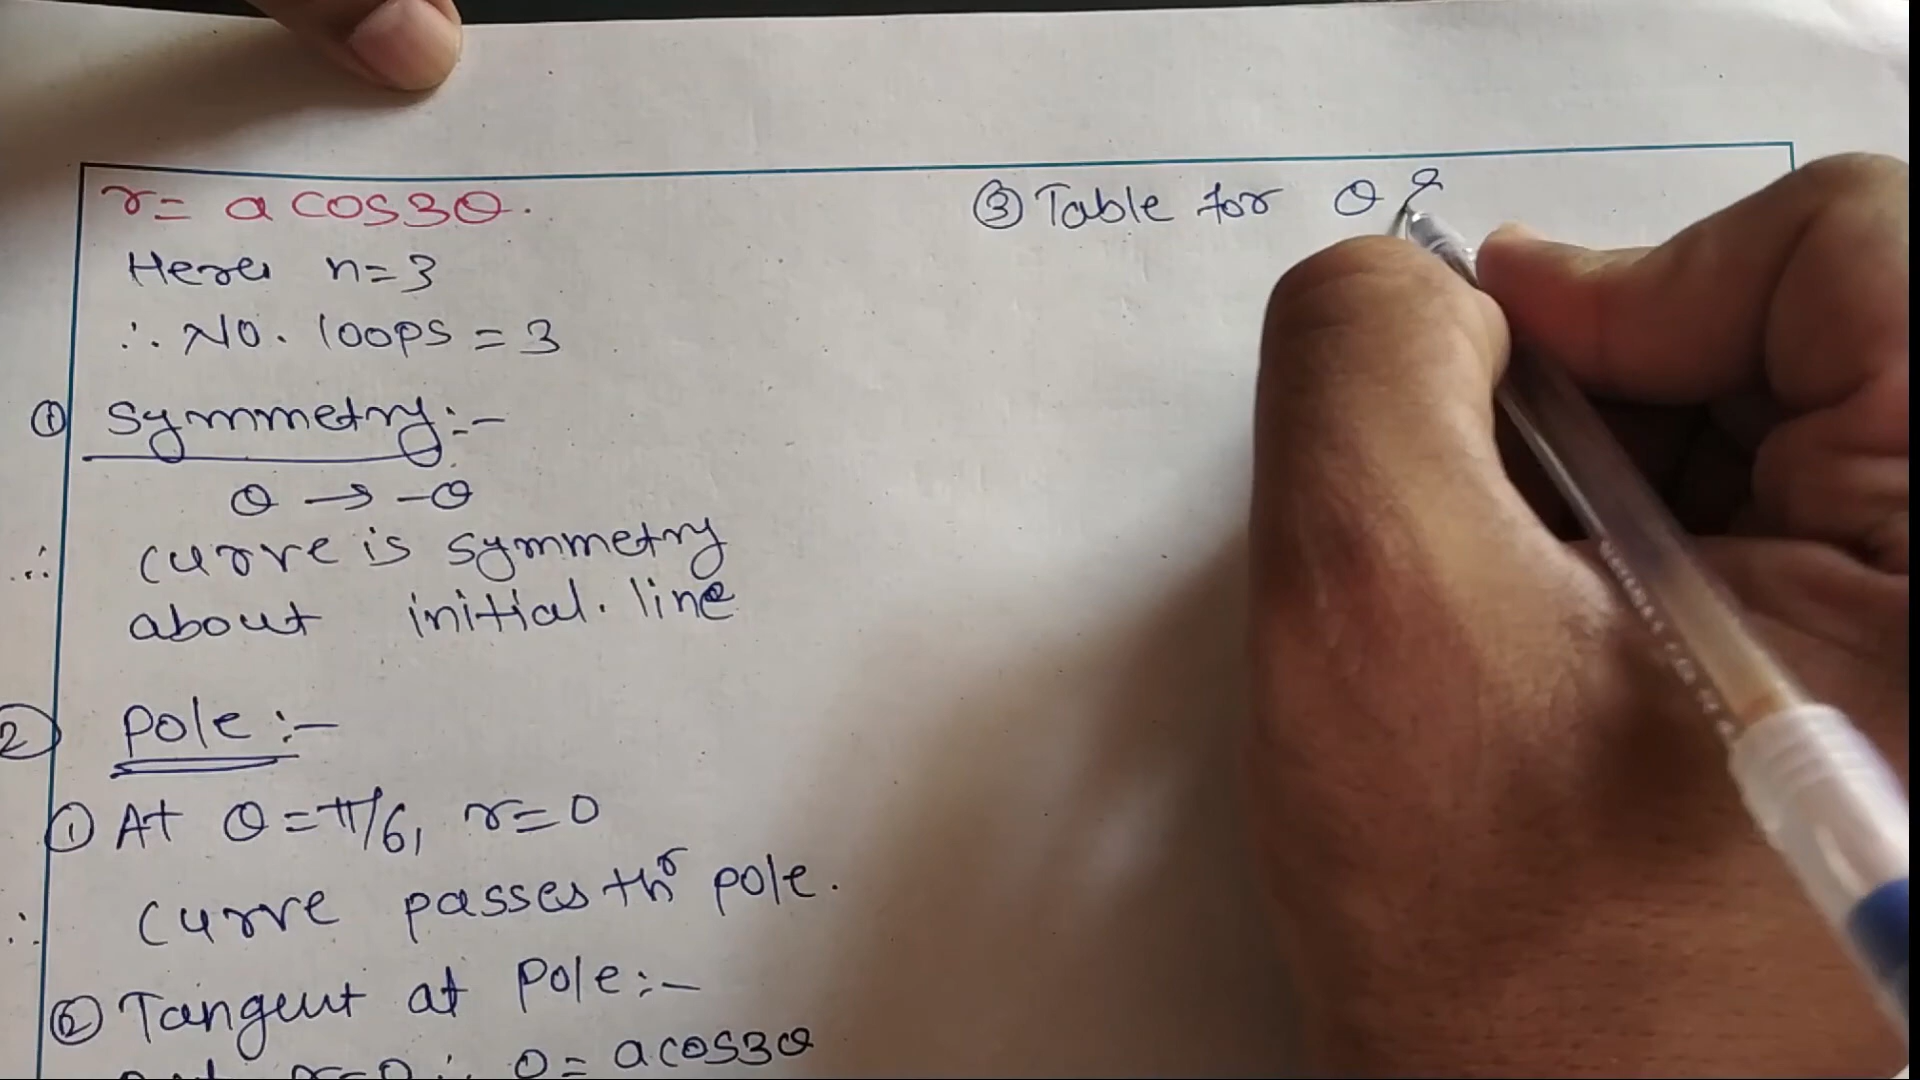 r = a cos3θ.
Here n=3
∴ No. loops = 3
① Symmetry:-
θ → -θ
∴ curve is symmetry
about initial. line
② Pole:-
① At θ=π/6, r=0
∴ Curve passes thr pole.
② Tangent at Pole:-
r=0 ∴ 0 = acos3θ
③ Table for θ &